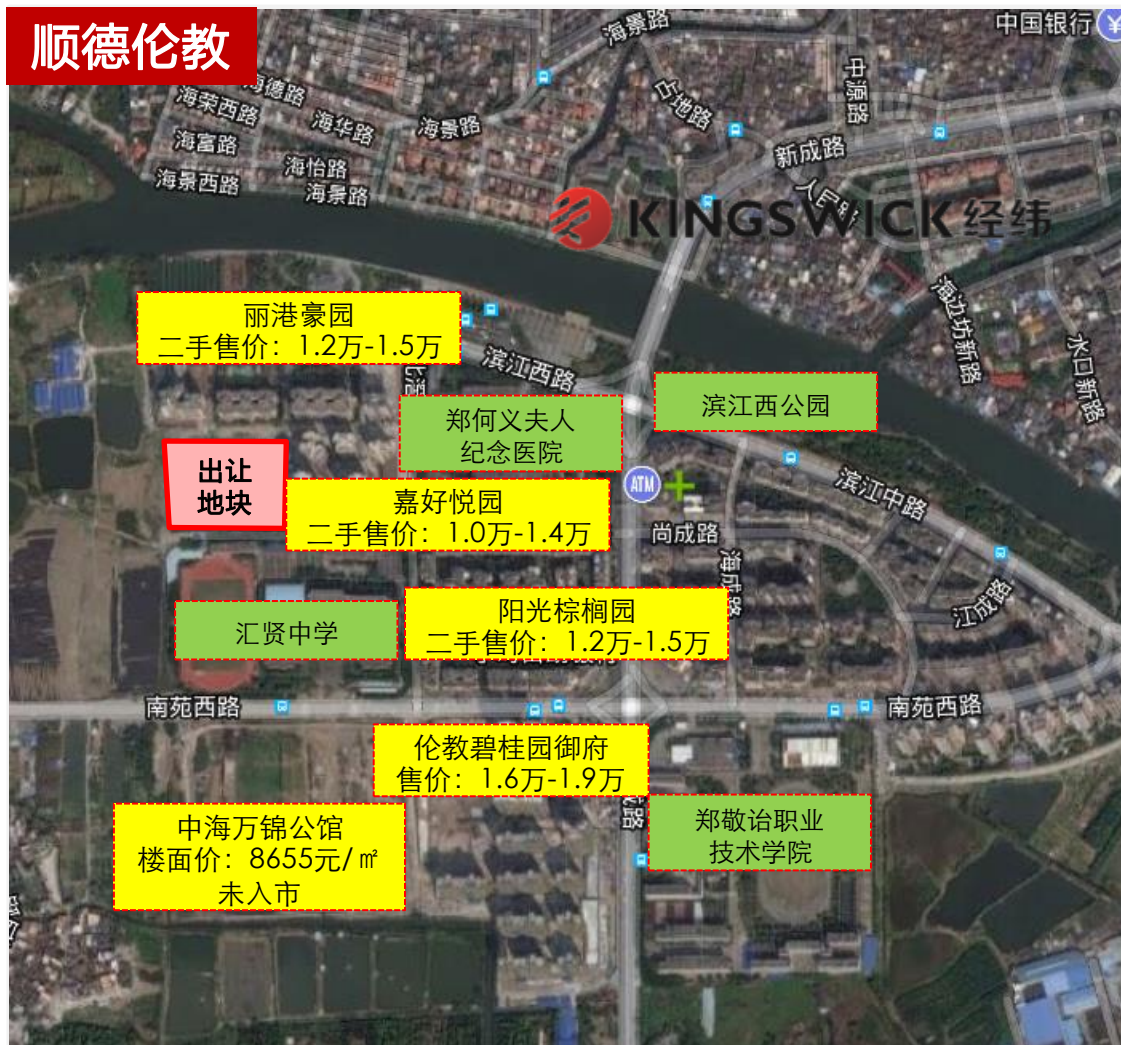 顺德伦教
中国银行
海景路
海德路
海荣西路
海华路
海景路
占地路
中源路
海富路
海怡路
新成路
海景西路
海景路
人民路
KINGSWICK 经纬
海边坊新路
水口新路
丽港豪园
二手售价：1.2万-1.5万
滨江西路
郑何义夫人
纪念医院
滨江西公园
出让
地块
ATM
滨江中路
嘉好悦园
二手售价：1.0万-1.4万
尚成路
海成路
江成路
汇贤中学
阳光棕榈园
二手售价：1.2万-1.5万
南苑西路
南苑西路
伦教碧桂园御府
售价：1.6万-1.9万
中海万锦公馆
楼面价：8655元/㎡
未入市
郑敬诒职业
技术学院